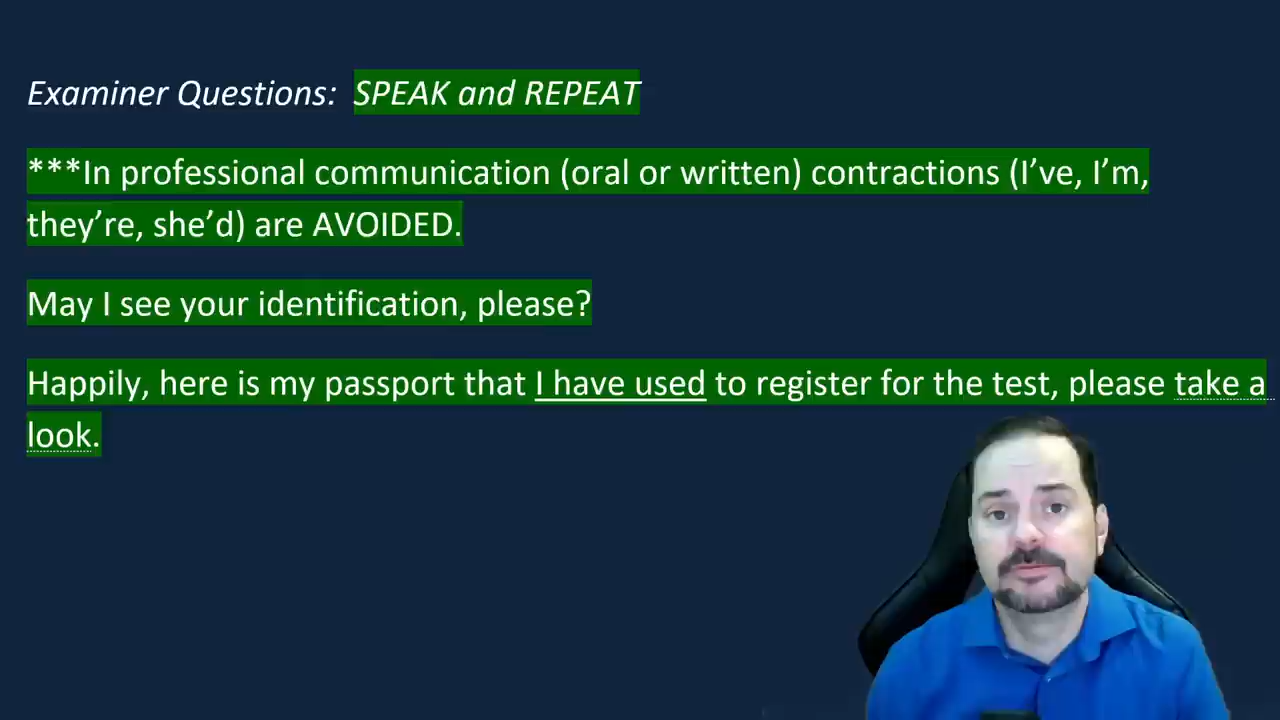 Examiner Questions: SPEAK and REPEAT
***In professional communication (oral or written) contractions (I’ve, I’m,
they’re, she’d) are AVOIDED.
May I see your identification, please?
Happily, here is my passport that I have used to register for the test, please take a
look.